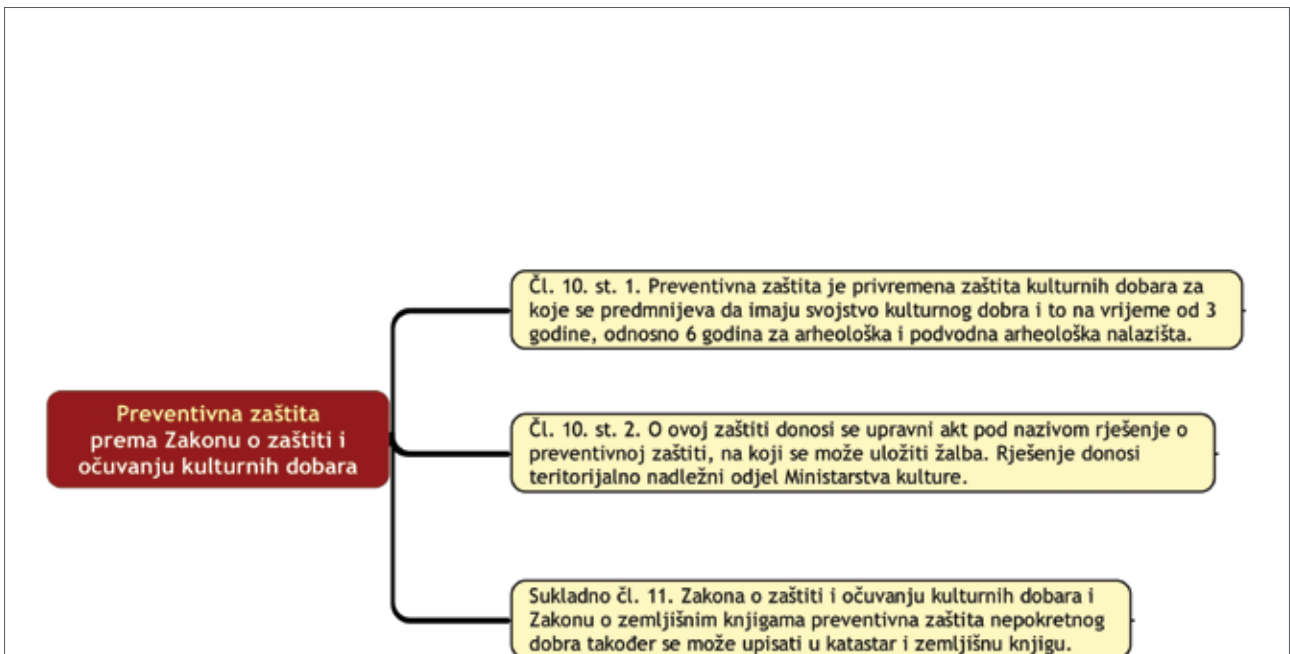 Preventivna zaštita
prema Zakonu o zaštiti i
očuvanju kulturnih dobara
Čl. 10. st. 1. Preventivna zaštita je privremena zaštita kulturnih dobara za
koje se predmnijeva da imaju svojstvo kulturnog dobra i to na vrijeme od 3
godine, odnosno 6 godina za arheološka i podvodna arheološka nalazišta.
Čl. 10. st. 2. O ovoj zaštiti donosi se upravni akt pod nazivom rješenje o
preventivnoj zaštiti, na koji se može uložiti žalba. Rješenje donosi
teritorijalno nadležni odjel Ministarstva kulture.
Sukladno čl. 11. Zakona o zaštiti i očuvanju kulturnih dobara i
Zakonu o zemljišnim knjigama preventivna zaštita nepokretnog
dobra također se može upisati u katastar i zemljišnu knjigu.